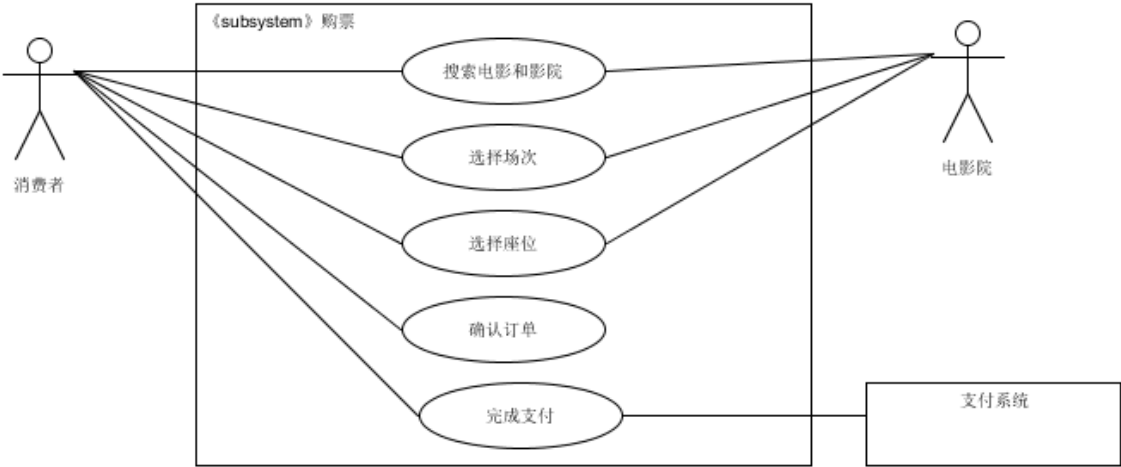 《subsystem》购票
搜索电影和影院
选择场次
选择座位
确认订单
完成支付
消费者
电影院
支付系统